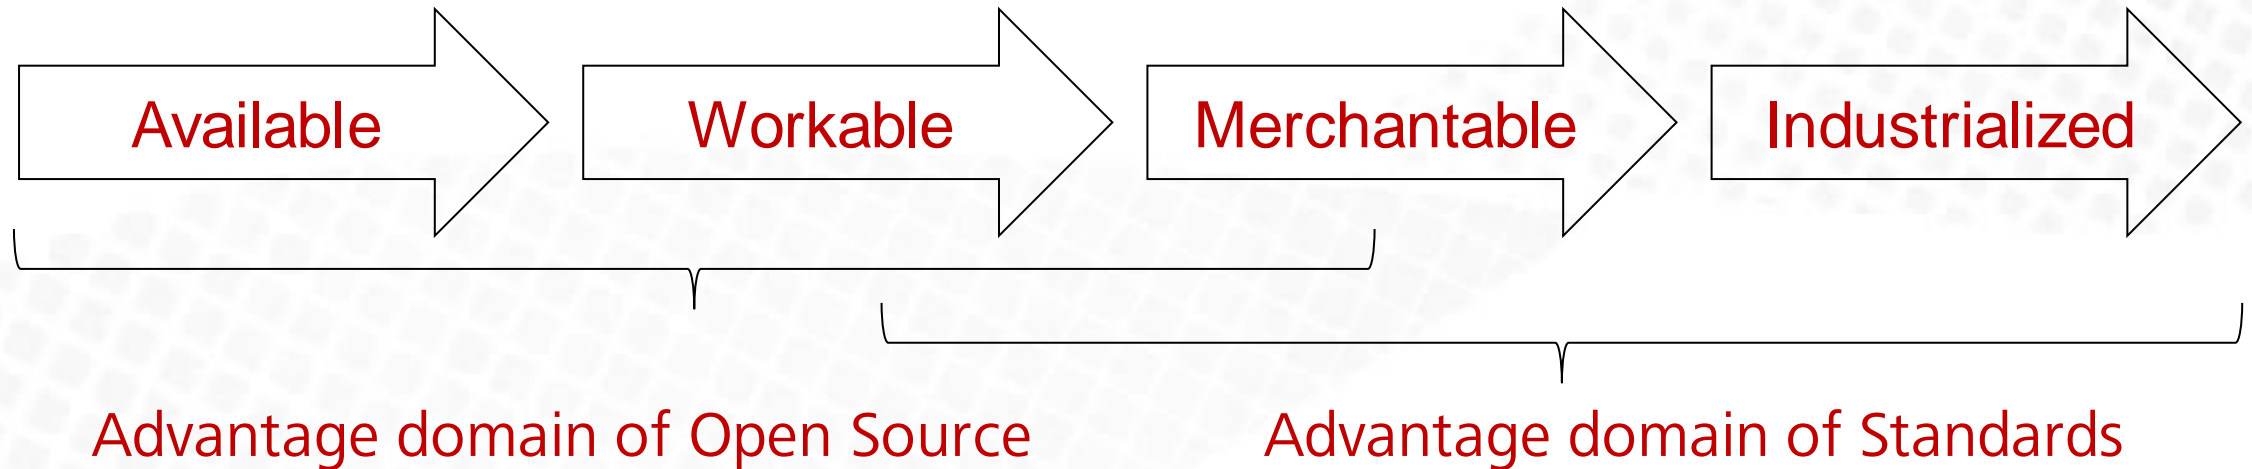 Available
Workable
Merchantable
Industrialized
Advantage domain of Open Source
Advantage domain of Standards